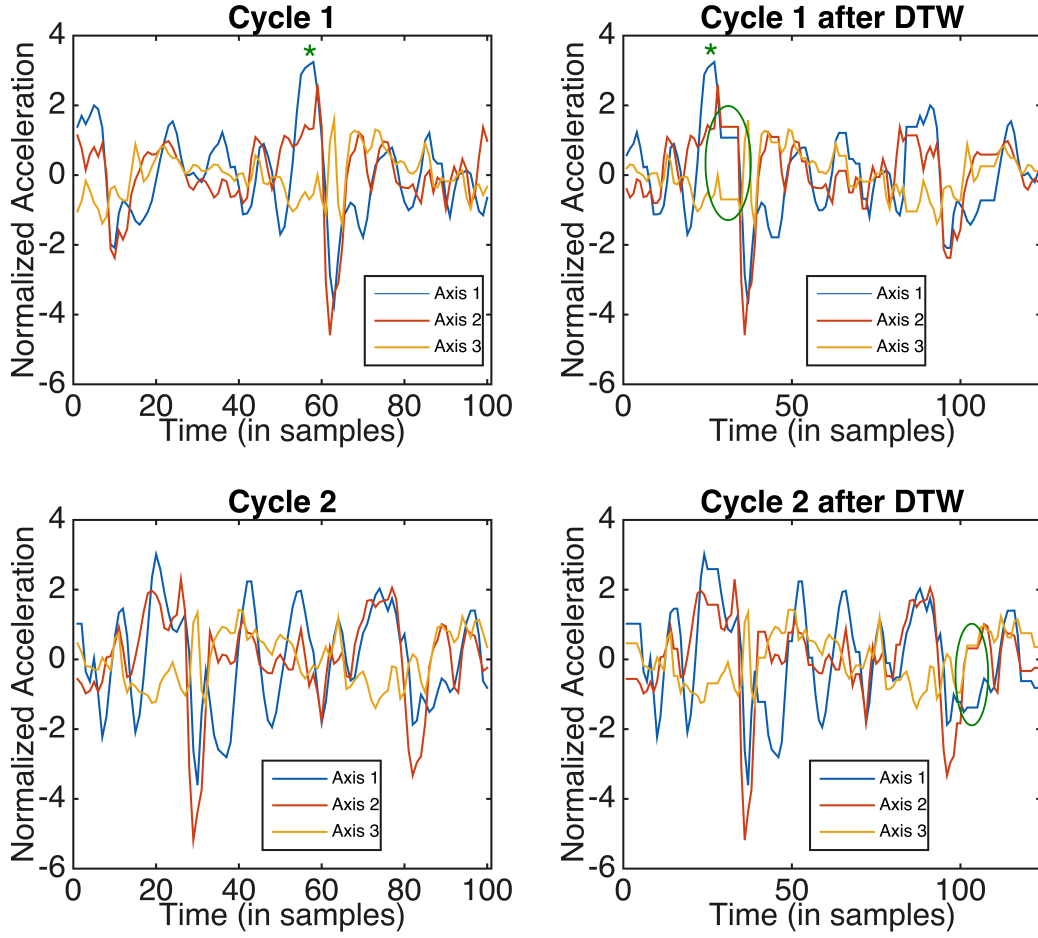 Cycle 1
4
2
0
-2
-4
-6
Normalized Acceleration
*
Axis 1
Axis 2
Axis 3
0 20 40 60 80 100
Time (in samples)
Cycle 1 after DTW
4
2
0
-2
-4
-6
Normalized Acceleration
*
Axis 1
Axis 2
Axis 3
0 50 100
Time (in samples)
Cycle 2
4
2
0
-2
-4
-6
Normalized Acceleration
Axis 1
Axis 2
Axis 3
0 20 40 60 80 100
Time (in samples)
Cycle 2 after DTW
4
2
0
-2
-4
-6
Normalized Acceleration
Axis 1
Axis 2
Axis 3
0 50 100
Time (in samples)